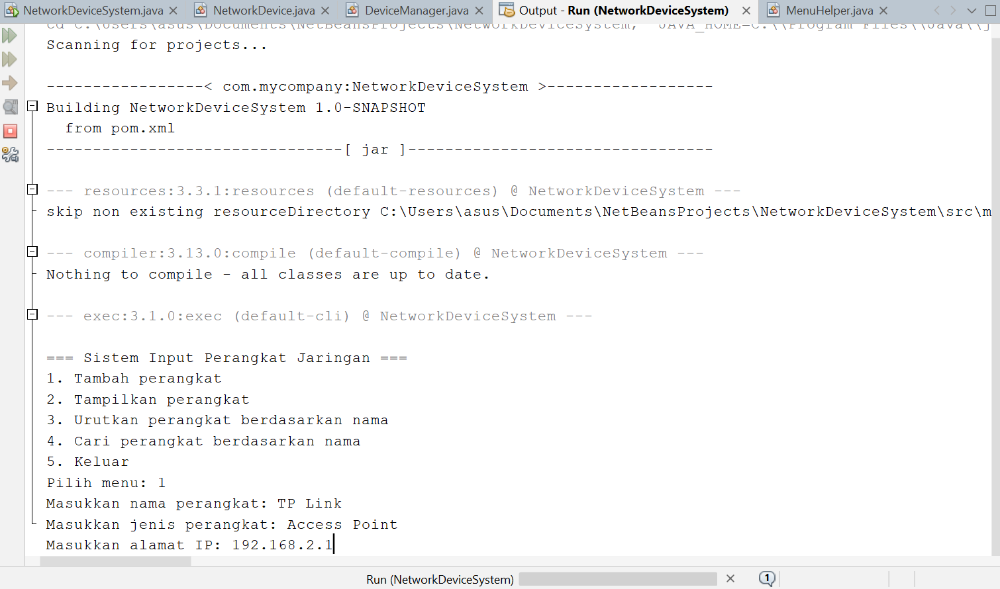 NetworkDeviceSystem.java
NetworkDevice.java
DeviceManager.java
Output - Run (NetworkDeviceSystem)
MenuHelper.java
cd C:\Users\asus\Documents\NetBeansProjects\NetworkDeviceSystem; "JAVA_HOME=C:\\Program Files\\Java\\j
Scanning for projects...
-----------------< com.mycompany:NetworkDeviceSystem >------------------
Building NetworkDeviceSystem 1.0-SNAPSHOT
  from pom.xml
--------------------------------[ jar ]---------------------------------
--- resources:3.3.1:resources (default-resources) @ NetworkDeviceSystem ---
skip non existing resourceDirectory C:\Users\asus\Documents\NetBeansProjects\NetworkDeviceSystem\src\m
--- compiler:3.13.0:compile (default-compile) @ NetworkDeviceSystem ---
Nothing to compile - all classes are up to date.
--- exec:3.1.0:exec (default-cli) @ NetworkDeviceSystem ---
=== Sistem Input Perangkat Jaringan ===
1. Tambah perangkat
2. Tampilkan perangkat
3. Urutkan perangkat berdasarkan nama
4. Cari perangkat berdasarkan nama
5. Keluar
Pilih menu: 1
Masukkan nama perangkat: TP Link
Masukkan jenis perangkat: Access Point
Masukkan alamat IP: 192.168.2.1
Run (NetworkDeviceSystem)
1